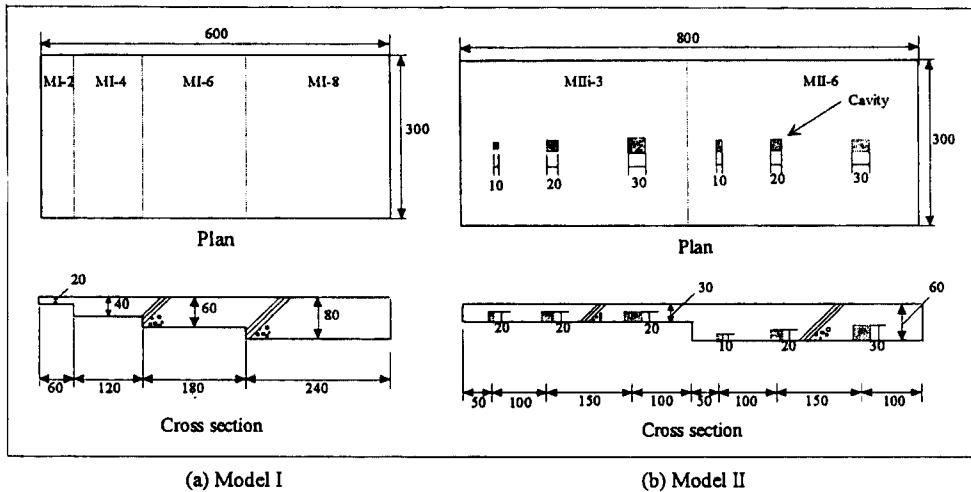 600
MI-2 MI-4 MI-6 MI-8
300
Plan
20
40
60
80
60 120 180 240
Cross section
(a) Model I
800
MIIi-3 MII-6
Cavity
300
10 20 30 10 20 30
Plan
30
60
20 20 20 10 20 30
50 100 150 100 50 100 150 100
Cross section
(b) Model II